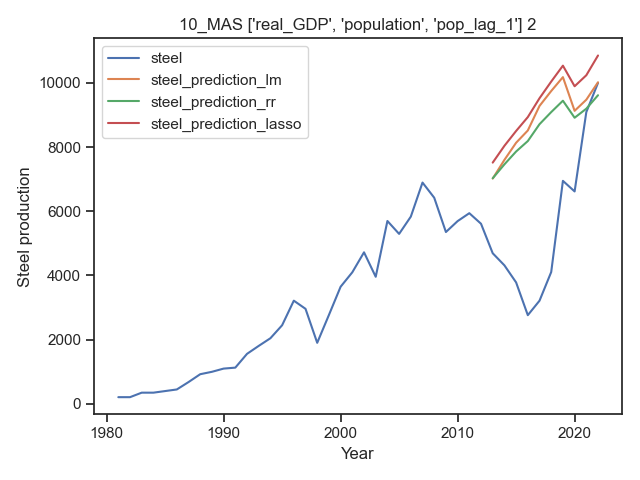 10_MAS ['real_GDP', 'population', 'pop_lag_1'] 2
steel
steel_prediction_lm
steel_prediction_rr
steel_prediction_lasso
Steel production
10000
8000
6000
4000
2000
0
1980
1990
2000
2010
2020
Year